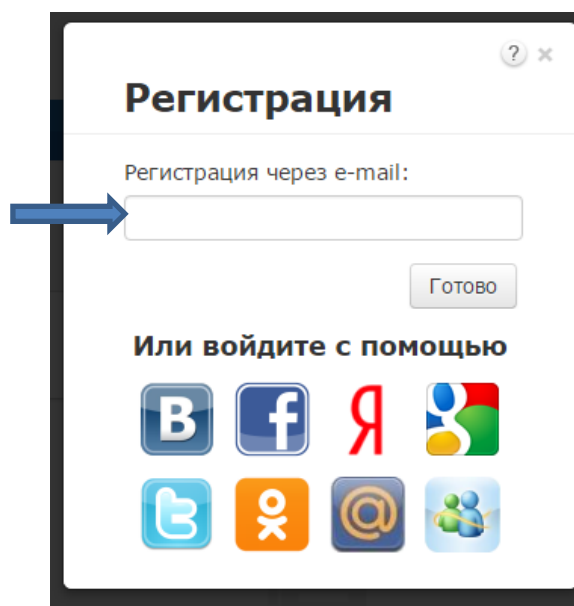 ?
Регистрация
Регистрация через e-mail:
Готово
Или войдите с помощью
B f Я g
t @